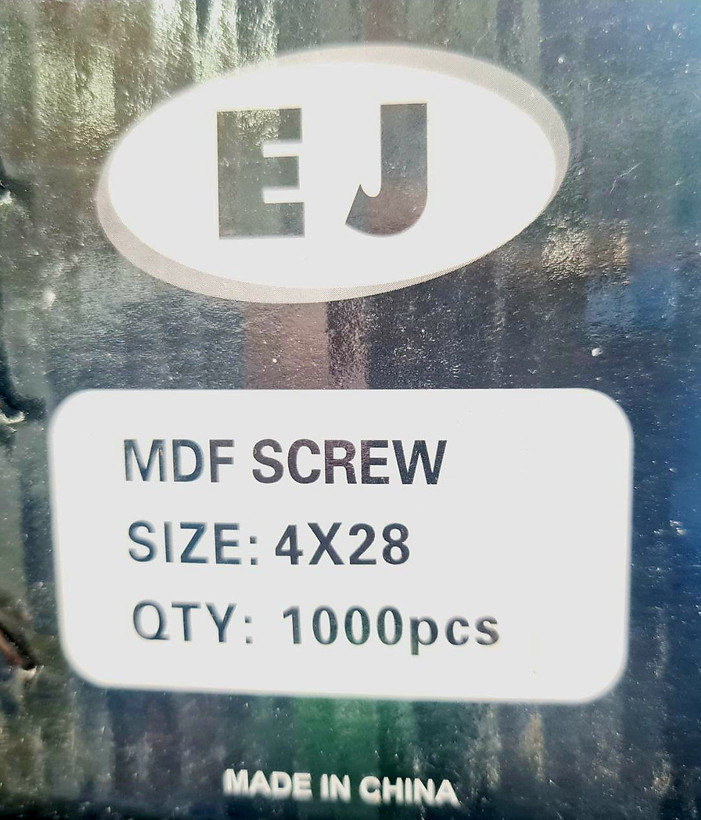 EJ
MDF SCREW
SIZE: 4X28
QTY: 1000pcs
MADE IN CHINA